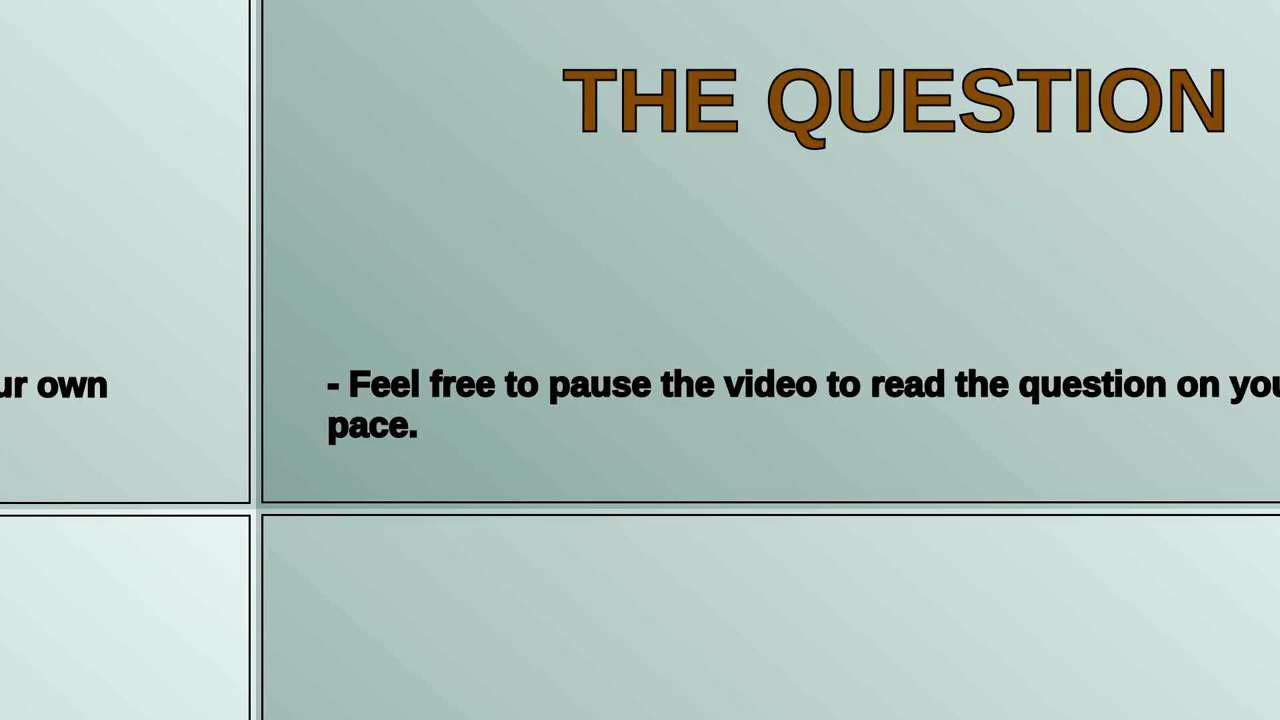 THE QUESTION
ur own
- Feel free to pause the video to read the question on you
pace.